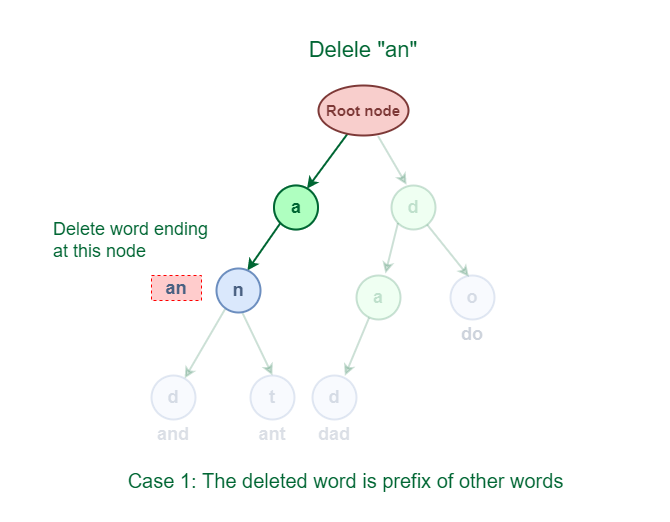 Delele "an"
Root node
a
d
Delete word ending
at this node
an
n
a
o
do
d
t
d
and
ant
dad
Case 1: The deleted word is prefix of other words